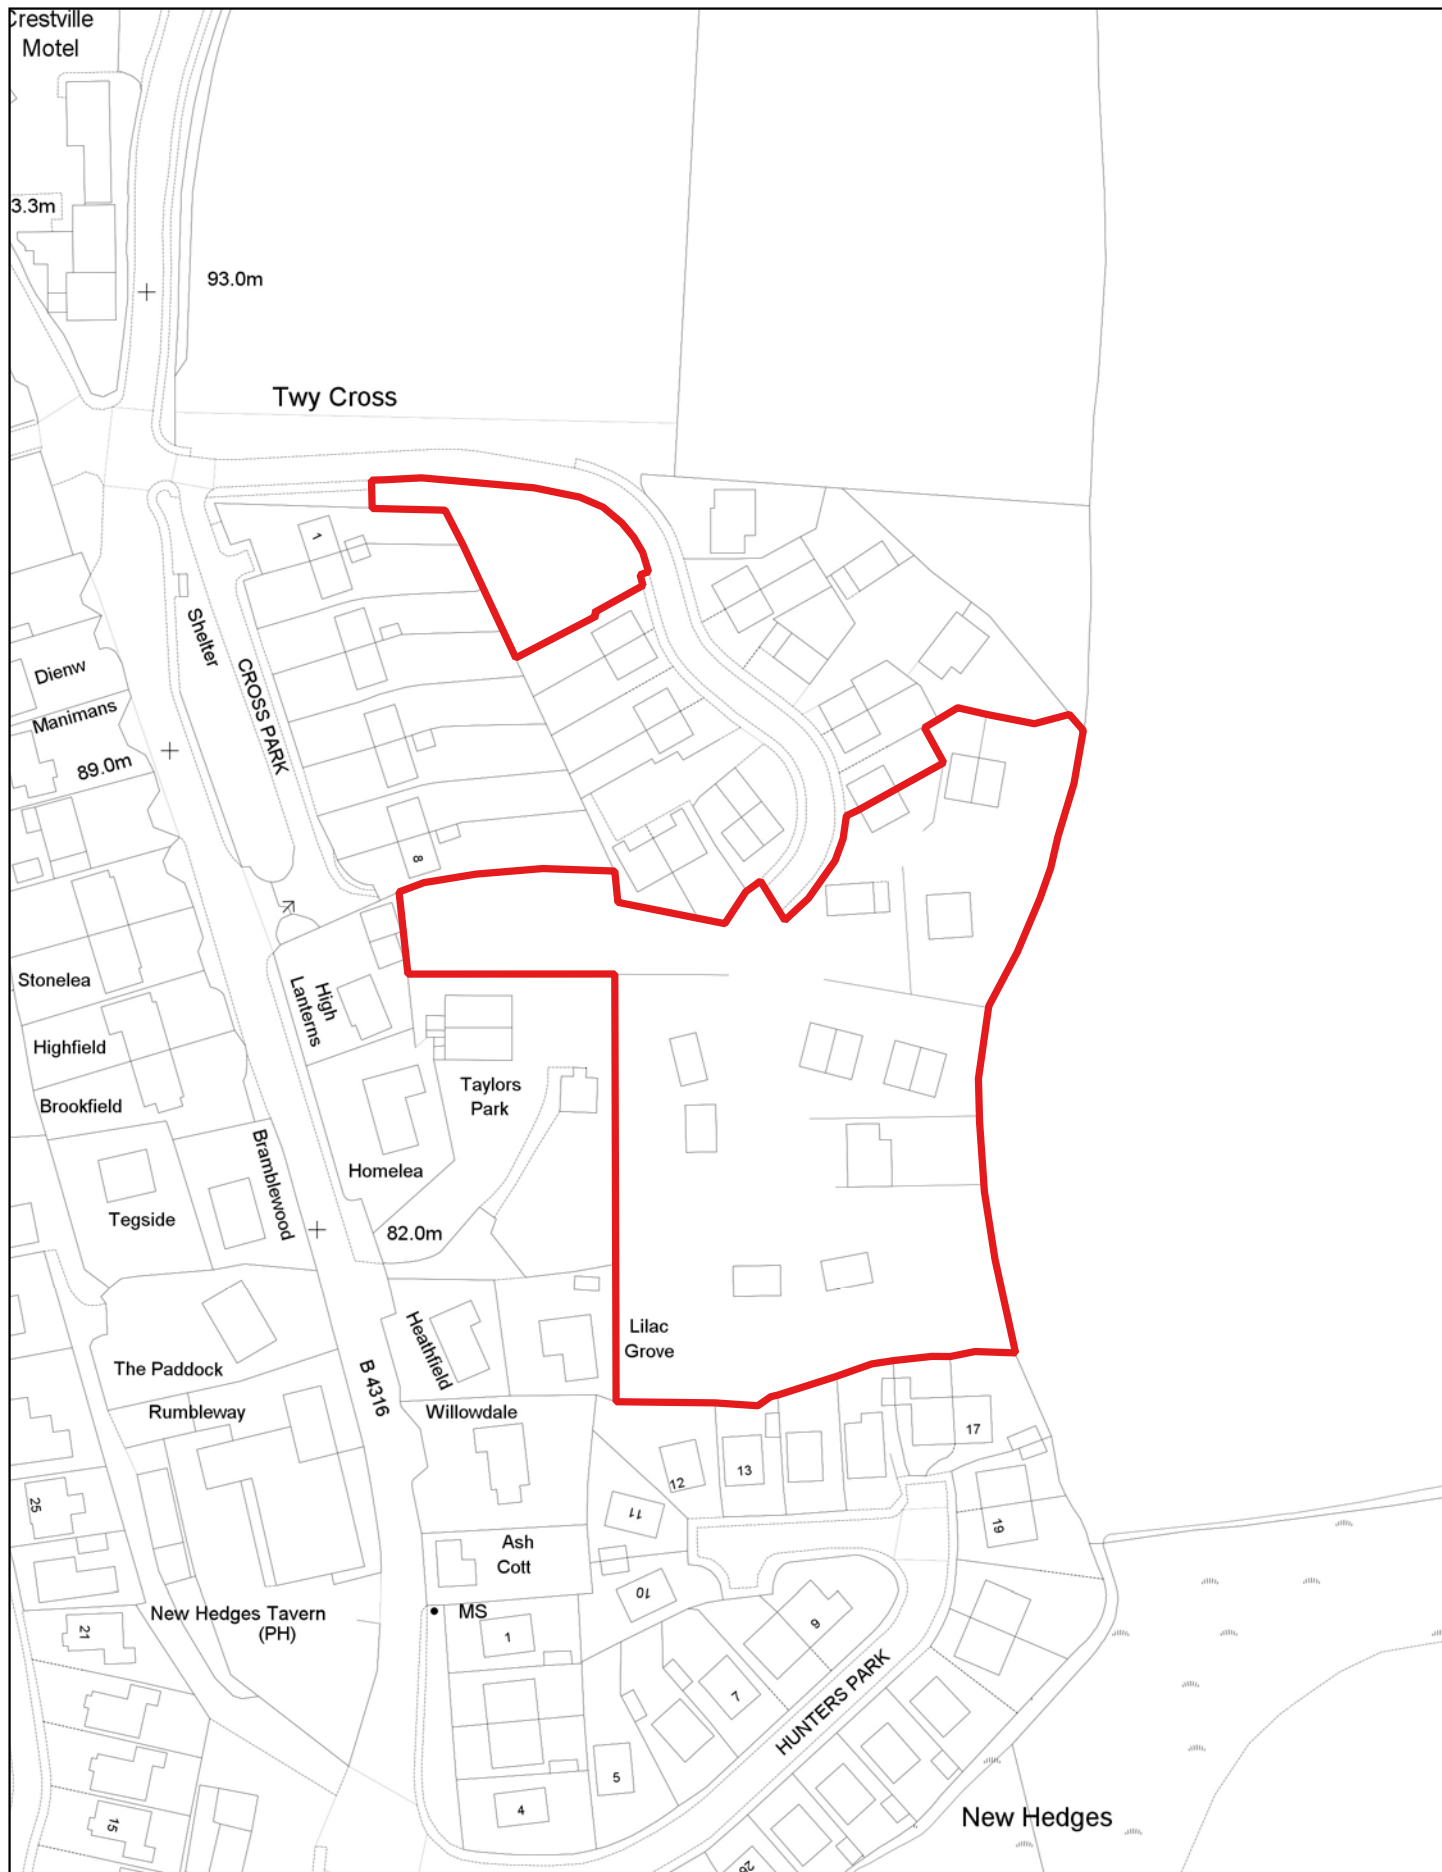 Crestville
Motel
3.3m
93.0m
Twy Cross
1
Shelter
CROSS PARK
Dienw
Manimans
89.0m
8
Stonelea
High
Lanterns
Highfield
Taylors
Park
Brookfield
Bramblewood
Homelea
Tegside
82.0m
Heathfield
Lilac
Grove
The Paddock
B 4316
Rumbleway
Willowdale
17
12
13
25
11
19
Ash
Cott
10
New Hedges Tavern
(PH)
MS
1
9
21
HUNTERS PARK
7
5
4
15
New Hedges
26